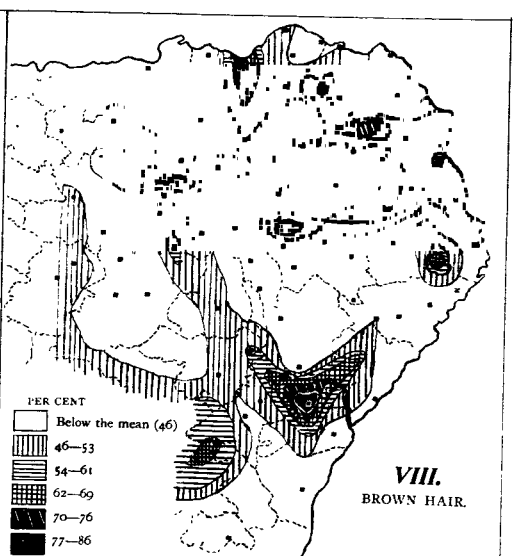 PER CENT
Below the mean (46)
46—53
54—61
62—69
70—76
77—86
VIII.
BROWN HAIR.